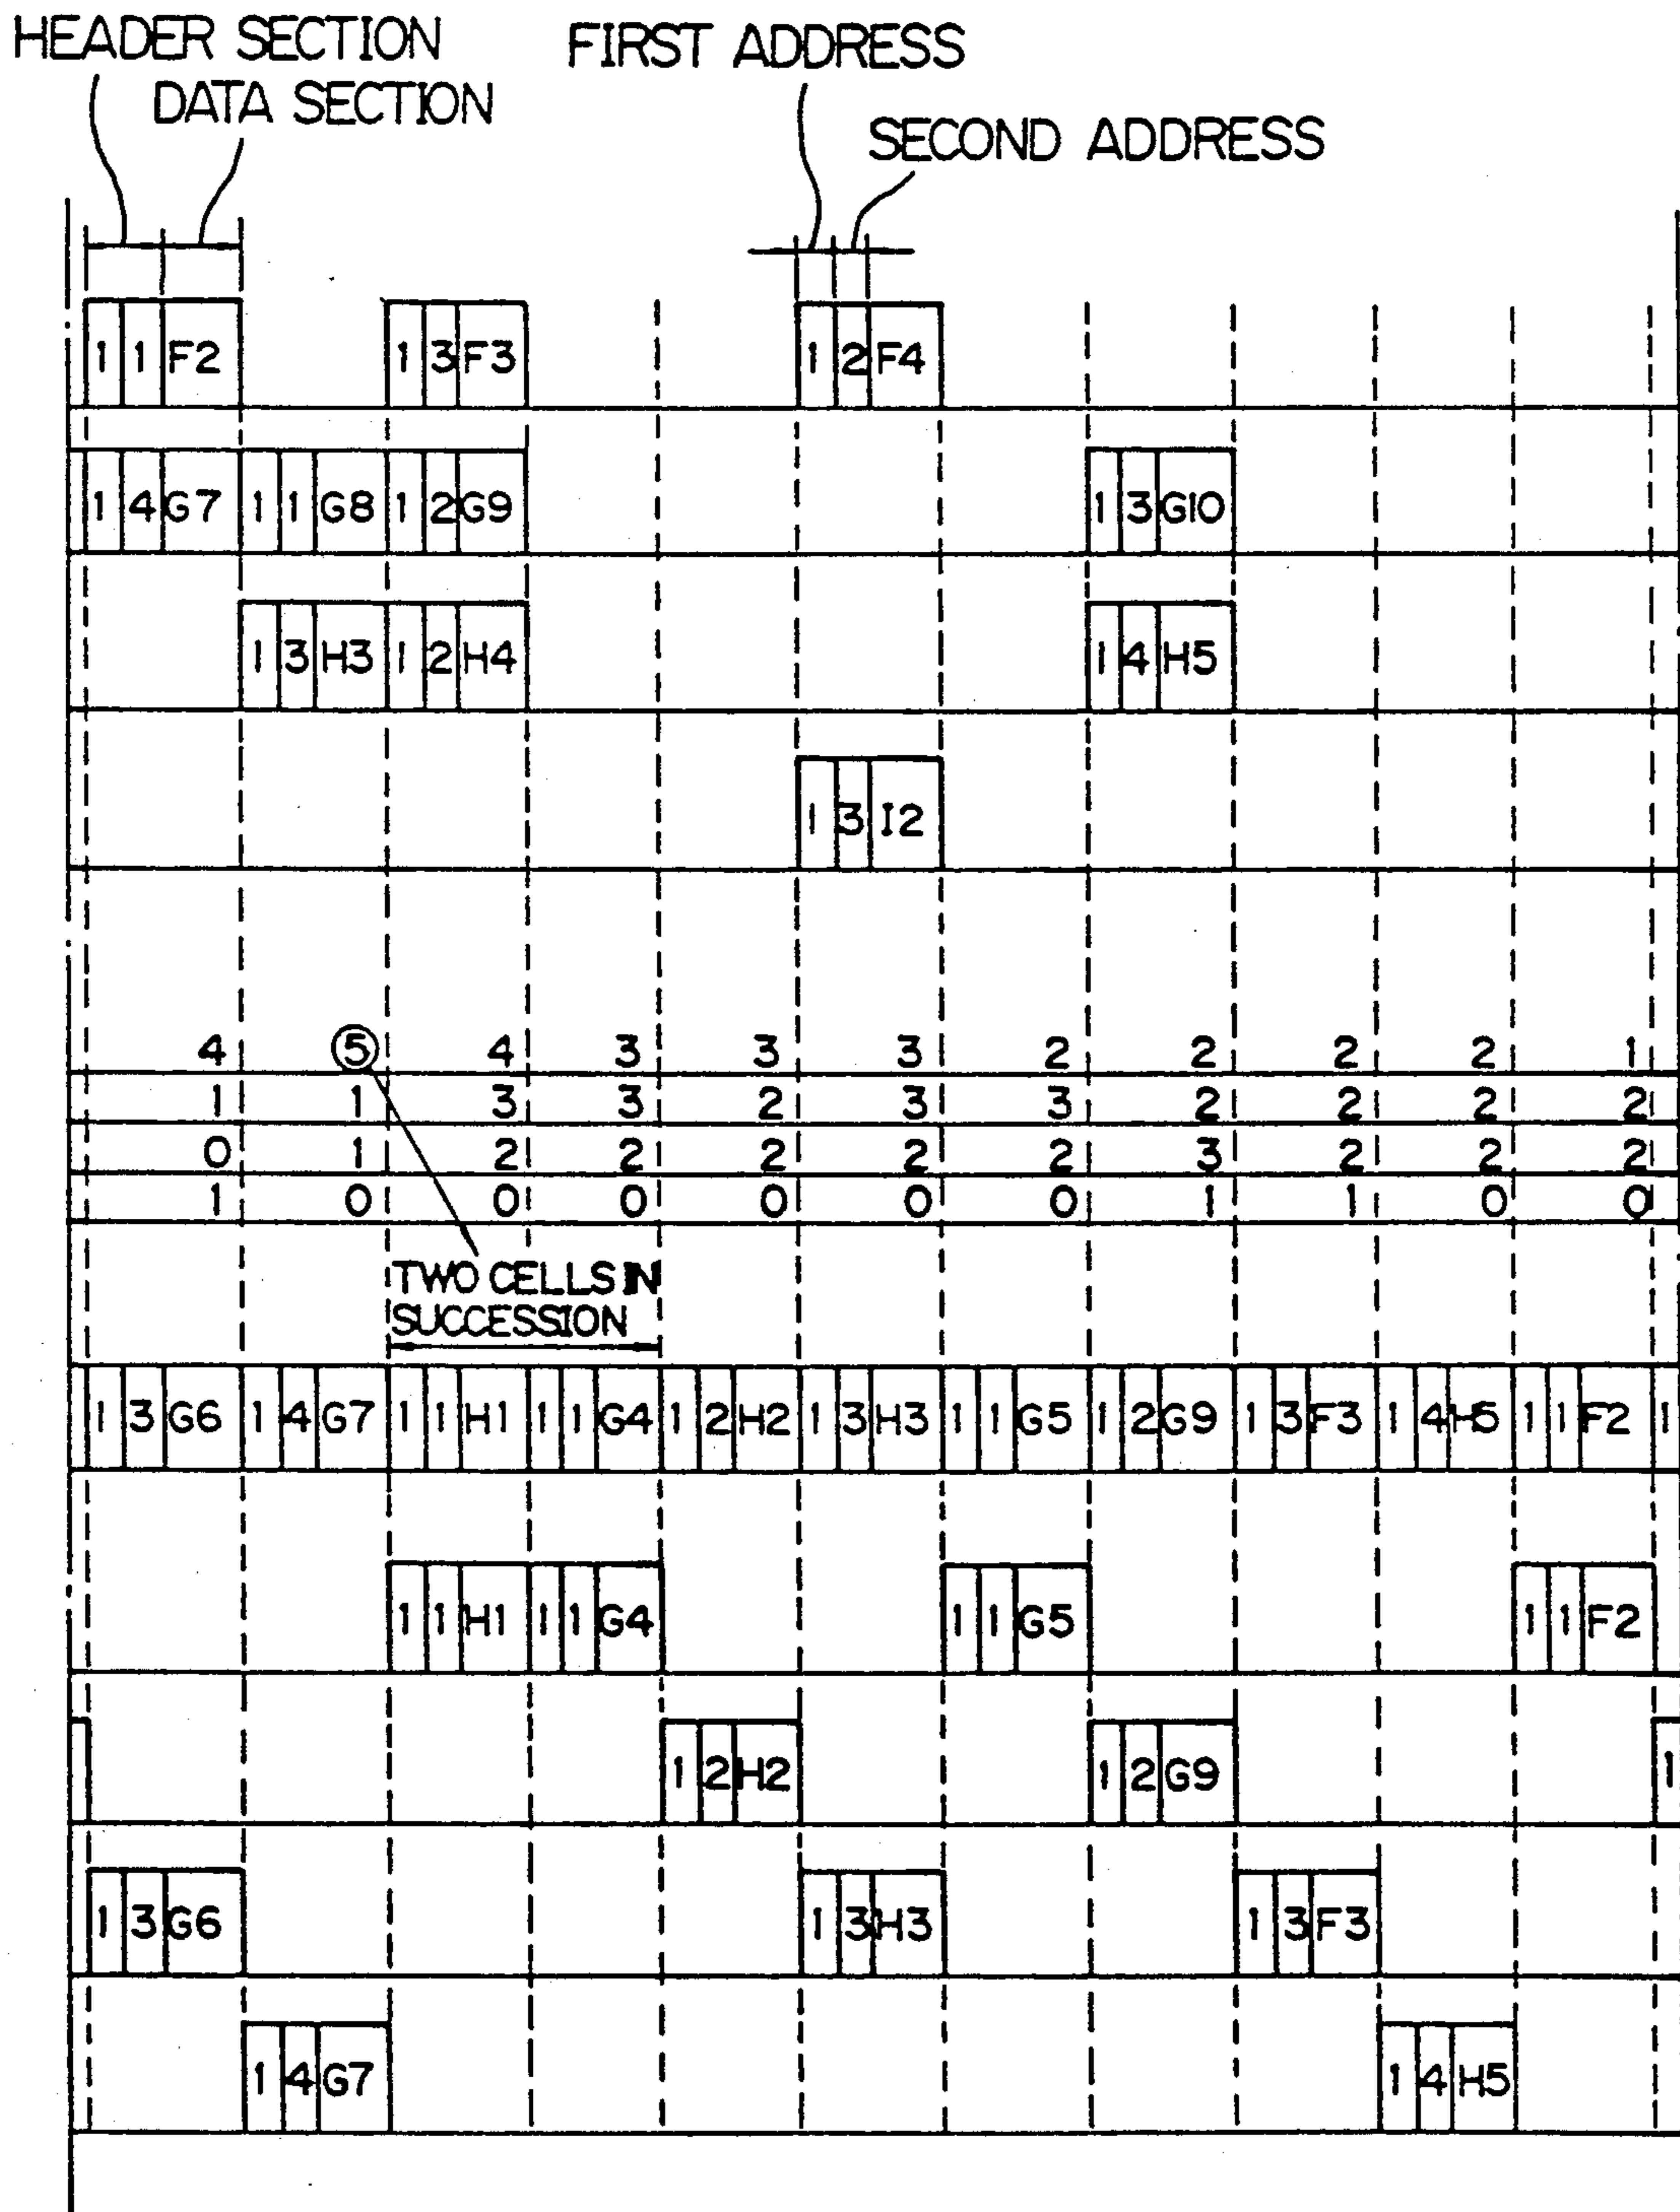 HEADER SECTION
DATA SECTION
FIRST ADDRESS
SECOND ADDRESS
1 1 F2 1 3 F3 1 2 F4
1 4 G7 1 1 G8 1 2 G9 1 3 G10
1 3 H3 1 2 H4 1 4 H5
1 3 I2
4 5 4 3 3 3 2 2 2 2 1
1 1 3 3 2 3 3 2 2 2 2
0 1 2 2 2 2 2 3 2 2 2
1 0 0 0 0 0 0 1 1 0 0
TWO CELLS IN
SUCCESSION
1 3 G6 1 4 G7 1 1 H1 1 1 G4 1 2 H2 1 3 H3 1 1 G5 1 2 G9 1 3 F3 1 4 H5 1 1 F2 1
1 1 H1 1 1 G4 1 1 G5 1 1 F2
1 2 H2 1 2 G9 1
1 3 G6 1 3 H3 1 3 F3
1 4 G7 1 4 H5